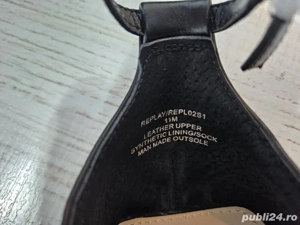 REPLAY/REPL02S1
11M
LEATHER UPPER
SYNTHETIC LINING/SOCK
MAN MADE OUTSOLE
publi24.ro